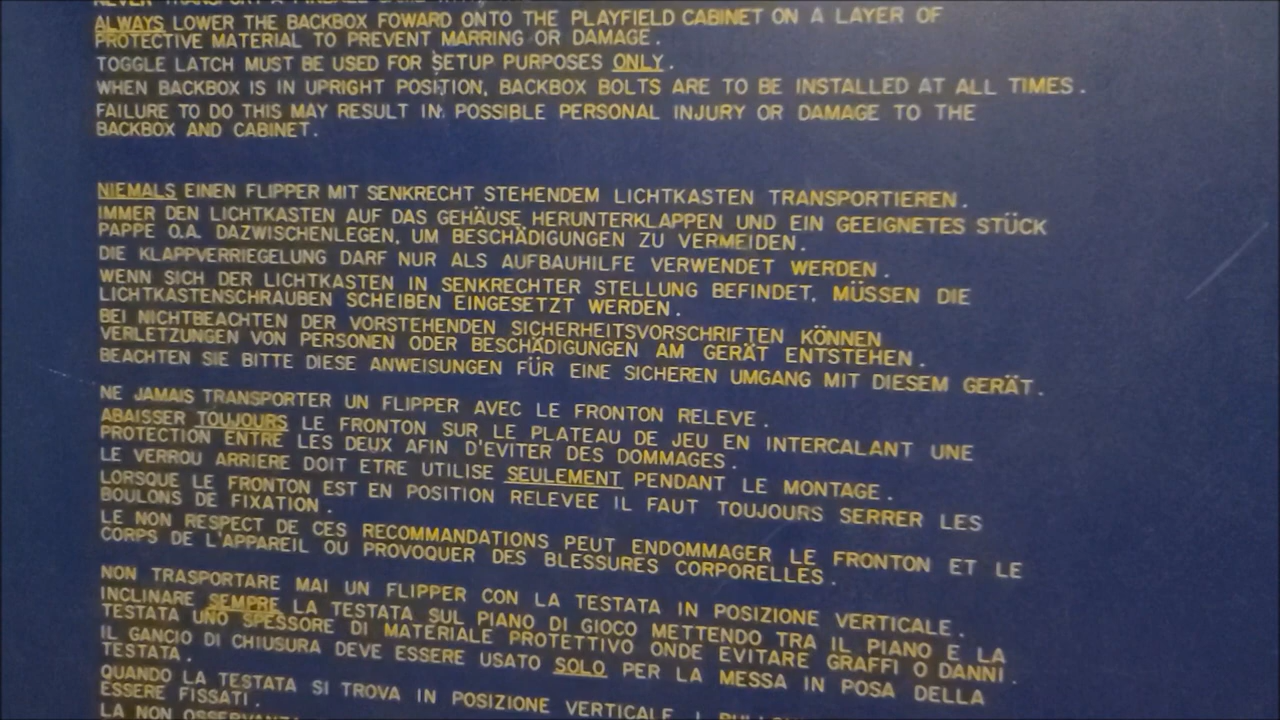 NEVER TRANSPORT A PINBALL GAME
ALWAYS LOWER THE BACKBOX FOWARD ONTO THE PLAYFIELD CABINET ON A LAYER OF
PROTECTIVE MATERIAL TO PREVENT MARRING OR DAMAGE.
TOGGLE LATCH MUST BE USED FOR SETUP PURPOSES ONLY.
WHEN BACKBOX IS IN UPRIGHT POSITION, BACKBOX BOLTS ARE TO BE INSTALLED AT ALL TIMES.
FAILURE TO DO THIS MAY RESULT IN POSSIBLE PERSONAL INJURY OR DAMAGE TO THE
BACKBOX AND CABINET.
NIEMALS EINEN FLIPPER MIT SENKRECHT STEHENDEM LICHTKASTEN TRANSPORTIEREN.
IMMER DEN LICHTKASTEN AUF DAS GEHÄUSE HERUNTERKLAPPEN UND EIN GEEIGNETES STÜCK
PAPPE O.A. DAZWISCHENLEGEN, UM BESCHÄDIGUNGEN ZU VERMEIDEN.
DIE KLAPPVERRIEGELUNG DARF NUR ALS AUFBAUHILFE VERWENDET WERDEN.
WENN SICH DER LICHTKASTEN IN SENKRECHTER STELLUNG BEFINDET, MÜSSEN DIE
LICHTKASTENSCHRAUBEN SCHEIBEN EINGESETZT WERDEN.
BEI NICHTBEACHTEN DER VORSTEHENDEN SICHERHEITSVORSCHRIFTEN KÖNNEN
VERLETZUNGEN VON PERSONEN ODER BESCHÄDIGUNGEN AM GERÄT ENTSTEHEN.
BEACHTEN SIE BITTE DIESE ANWEISUNGEN FÜR EINE SICHEREN UMGANG MIT DIESEM GERÄT.
NE JAMAIS TRANSPORTER UN FLIPPER AVEC LE FRONTON RELEVE.
ABAISSER TOUJOURS LE FRONTON SUR LE PLATEAU DE JEU EN INTERCALANT UNE
PROTECTION ENTRE LES DEUX AFIN D'EVITER DES DOMMAGES.
LE VERROU ARRIERE DOIT ETRE UTILISE SEULEMENT PENDANT LE MONTAGE.
LORSQUE LE FRONTON EST EN POSITION RELEVEE IL FAUT TOUJOURS SERRER LES
BOULONS DE FIXATION.
LE NON RESPECT DE CES RECOMMANDATIONS PEUT ENDOMMAGER LE FRONTON ET LE
CORPS DE L'APPAREIL OU PROVOQUER DES BLESSURES CORPORELLES.
NON TRASPORTARE MAI UN FLIPPER CON LA TESTATA IN POSIZIONE VERTICALE.
INCLINARE SEMPRE LA TESTATA SUL PIANO DI GIOCO METTENDO TRA IL PIANO E LA
TESTATA UNO SPESSORE DI MATERIALE PROTETTIVO ONDE EVITARE GRAFFI O DANNI.
IL GANCIO DI CHIUSURA DEVE ESSERE USATO SOLO PER LA MESSA IN POSA DELLA
TESTATA.
QUANDO LA TESTATA SI TROVA IN POSIZIONE VERTICALE I
ESSERE FISSATI.
LA NON OSSERVANZA